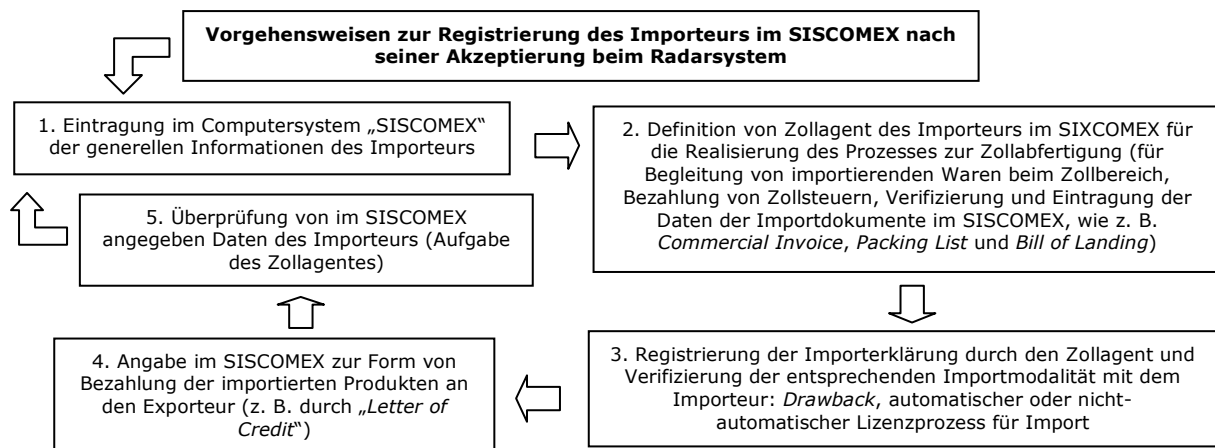 Vorgehensweisen zur Registrierung des Importeurs im SISCOMEX nach
seiner Akzeptierung beim Radarsystem
1. Eintragung im Computersystem „SISCOMEX“
der generellen Informationen des Importeurs
2. Definition von Zollagent des Importeurs im SIXCOMEX für
die Realisierung des Prozesses zur Zollabfertigung (für
Begleitung von importierenden Waren beim Zollbereich,
Bezahlung von Zollsteuern, Verifizierung und Eintragung der
Daten der Importdokumente im SISCOMEX, wie z. B.
Commercial Invoice, Packing List und Bill of Landing)
3. Registrierung der Importerklärung durch den Zollagent und
Verifizierung der entsprechenden Importmodalität mit dem
Importeur: Drawback, automatischer oder nicht-
automatischer Lizenzprozess für Import
4. Angabe im SISCOMEX zur Form von
Bezahlung der importierten Produkten an
den Exporteur (z. B. durch „Letter of
Credit“)
5. Überprüfung von im SISCOMEX
angegeben Daten des Importeurs (Aufgabe
des Zollagentes)